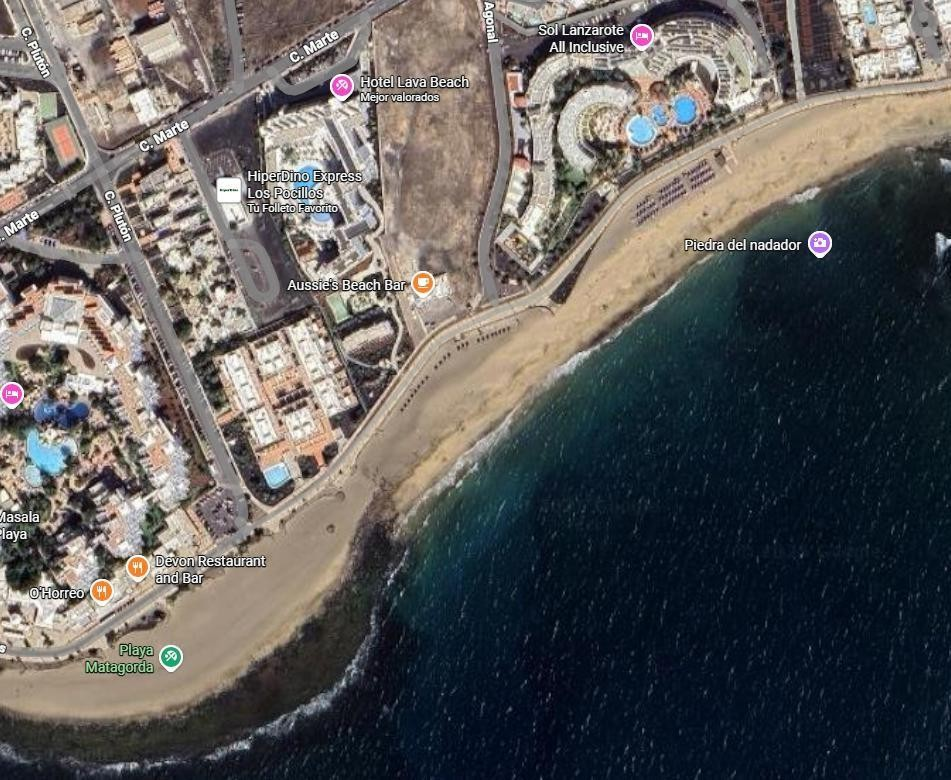 C. Plutón
C. Marte
Agonal
Sol Lanzarote
All Inclusive
Hotel Lava Beach
Mejor valorados
C. Marte
HiperDino Express
Los Pocillos
Tu Folleto Favorito
C. Plutón
. Marte
Piedra del nadador
Aussie's Beach Bar
Masala
Playa
Devon Restaurant
and Bar
O'Horreo
s
Playa
Matagorda